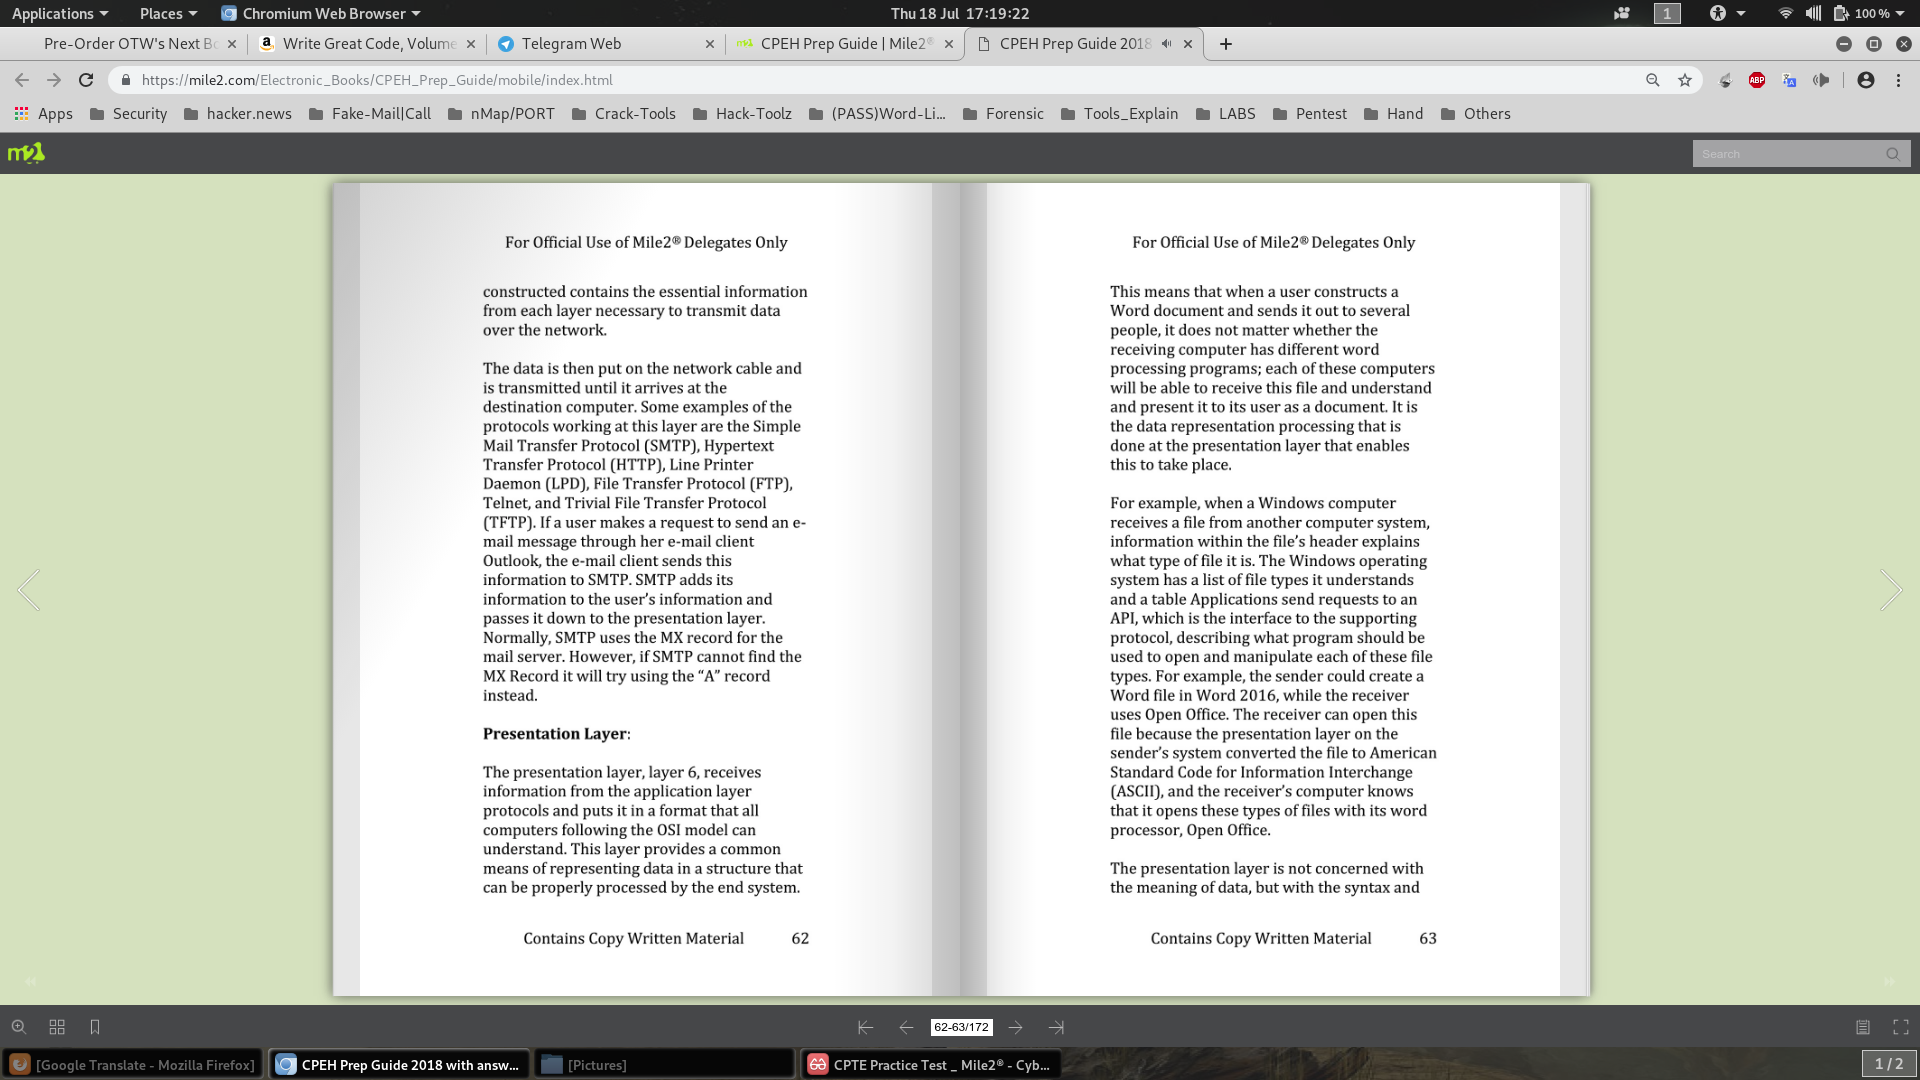 Applications Places Chromium Web Browser Thu 18 Jul 17:19:22 1 100 %
Pre-Order OTW's Next Bo Write Great Code, Volume Telegram Web CPEH Prep Guide | Mile2® CPEH Prep Guide 2018
https://mile2.com/Electronic_Books/CPEH_Prep_Guide/mobile/index.html ABP
Apps Security hacker.news Fake-Mail|Call nMap/PORT Crack-Tools Hack-Toolz (PASS)Word-Li... Forensic Tools_Explain LABS Pentest Hand Others
m2 Search
For Official Use of Mile2® Delegates Only
constructed contains the essential information
from each layer necessary to transmit data
over the network.
The data is then put on the network cable and
is transmitted until it arrives at the
destination computer. Some examples of the
protocols working at this layer are the Simple
Mail Transfer Protocol (SMTP), Hypertext
Transfer Protocol (HTTP), Line Printer
Daemon (LPD), File Transfer Protocol (FTP),
Telnet, and Trivial File Transfer Protocol
(TFTP). If a user makes a request to send an e-
mail message through her e-mail client
Outlook, the e-mail client sends this
information to SMTP. SMTP adds its
information to the user's information and
passes it down to the presentation layer.
Normally, SMTP uses the MX record for the
mail server. However, if SMTP cannot find the
MX Record it will try using the “A” record
instead.
Presentation Layer:
The presentation layer, layer 6, receives
information from the application layer
protocols and puts it in a format that all
computers following the OSI model can
understand. This layer provides a common
means of representing data in a structure that
can be properly processed by the end system.
Contains Copy Written Material 62
For Official Use of Mile2® Delegates Only
This means that when a user constructs a
Word document and sends it out to several
people, it does not matter whether the
receiving computer has different word
processing programs; each of these computers
will be able to receive this file and understand
and present it to its user as a document. It is
the data representation processing that is
done at the presentation layer that enables
this to take place.
For example, when a Windows computer
receives a file from another computer system,
information within the file's header explains
what type of file it is. The Windows operating
system has a list of file types it understands
and a table Applications send requests to an
API, which is the interface to the supporting
protocol, describing what program should be
used to open and manipulate each of these file
types. For example, the sender could create a
Word file in Word 2016, while the receiver
uses Open Office. The receiver can open this
file because the presentation layer on the
sender's system converted the file to American
Standard Code for Information Interchange
(ASCII), and the receiver's computer knows
that it opens these types of files with its word
processor, Open Office.
The presentation layer is not concerned with
the meaning of data, but with the syntax and
Contains Copy Written Material 63
62-63/172
[Google Translate - Mozilla Firefox] CPEH Prep Guide 2018 with answ... [Pictures] CPTE Practice Test _ Mile2® - Cyb... 1 / 2